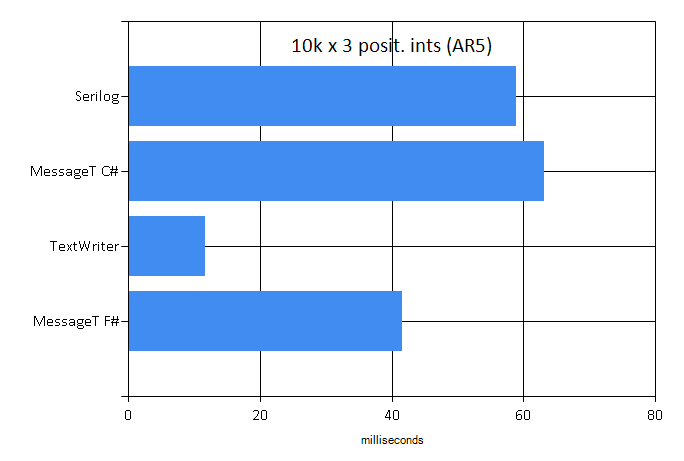 10k x 3 posit. ints (AR5)
Serilog
MessageT C#
TextWriter
MessageT F#
0 20 40 60 80
milliseconds